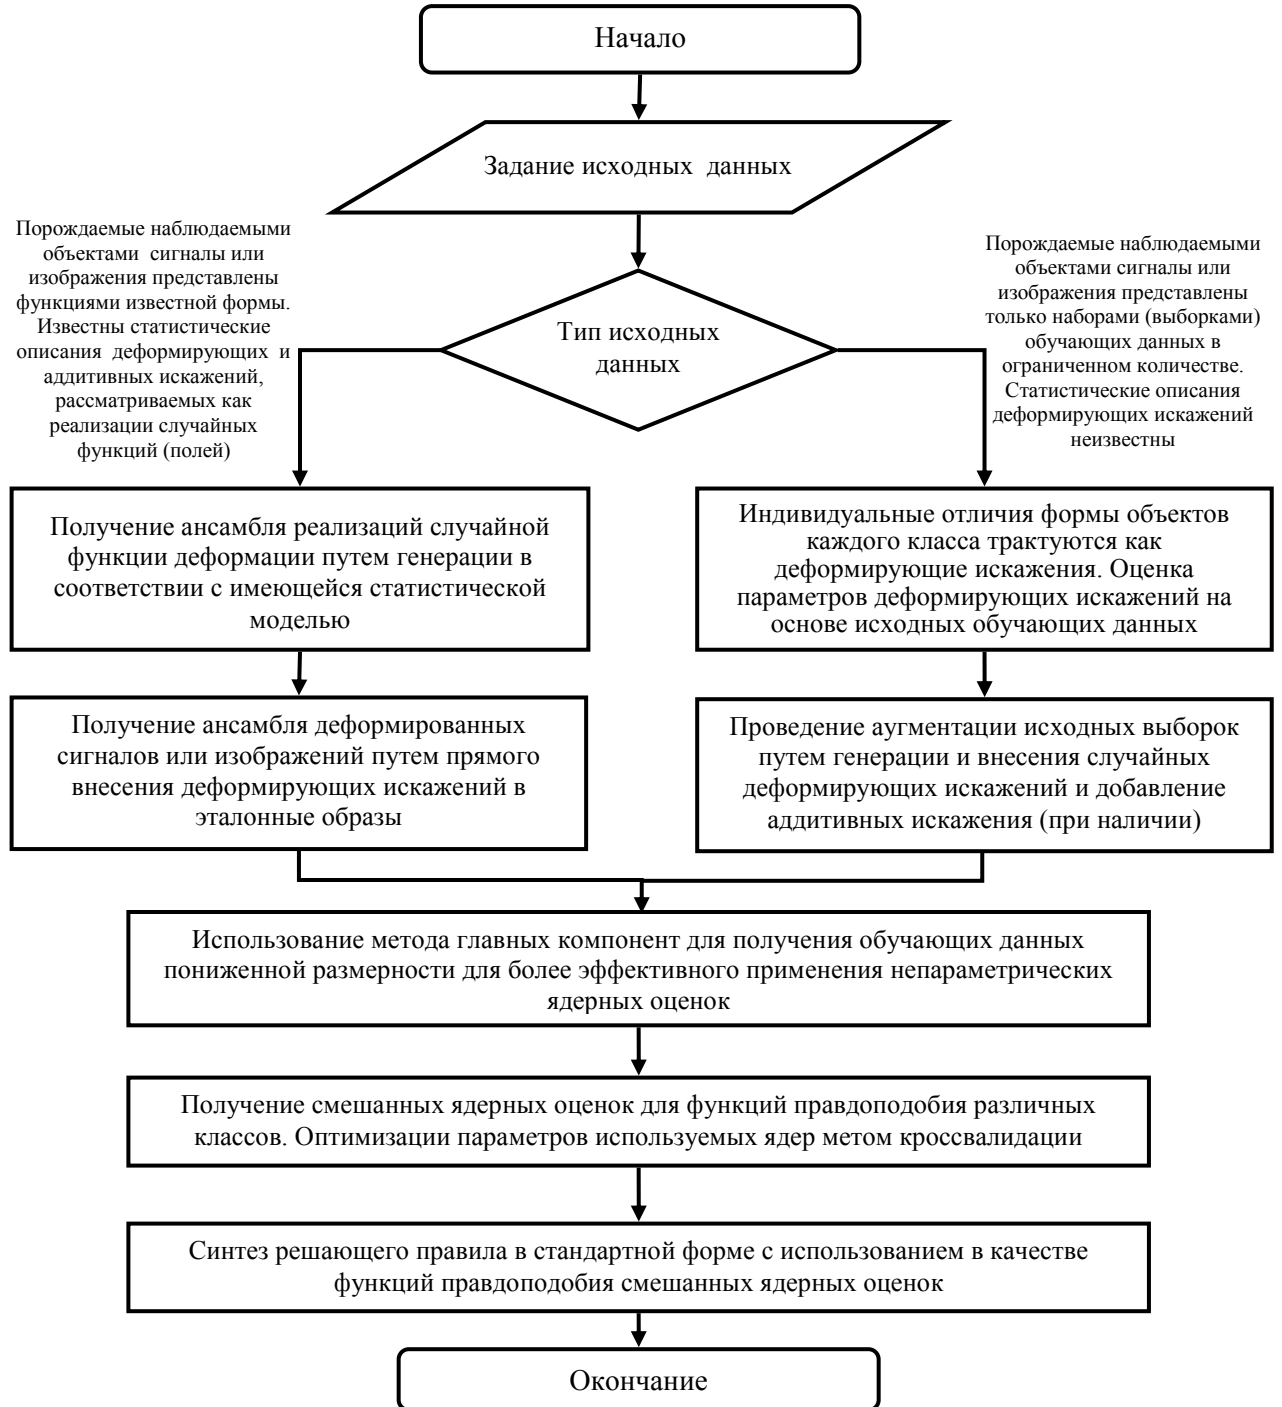 Начало
Задание исходных данных
Порождаемые наблюдаемыми
объектами сигналы или
изображения представлены
функциями известной формы.
Известны статистические
описания деформирующих и
аддитивных искажений,
рассматриваемых как
реализации случайных
функций (полей)
Тип исходных
данных
Порождаемые наблюдаемыми
объектами сигналы или
изображения представлены
только наборами (выборками)
обучающих данных в
ограниченном количестве.
Статистические описания
деформирующих искажений
неизвестны
Получение ансамбля реализаций случайной
функции деформации путем генерации в
соответствии с имеющейся статистической
моделью
Индивидуальные отличия формы объектов
каждого класса трактуются как
деформирующие искажения. Оценка
параметров деформирующих искажений на
основе исходных обучающих данных
Получение ансамбля деформированных
сигналов или изображений путем прямого
внесения деформирующих искажений в
эталонные образы
Проведение аугментации исходных выборок
путем генерации и внесения случайных
деформирующих искажений и добавление
аддитивных искажения (при наличии)
Использование метода главных компонент для получения обучающих данных
пониженной размерности для более эффективного применения непараметрических
ядерных оценок
Получение смешанных ядерных оценок для функций правдоподобия различных
классов. Оптимизации параметров используемых ядер метом кроссвалидации
Синтез решающего правила в стандартной форме с использованием в качестве
функций правдоподобия смешанных ядерных оценок
Окончание